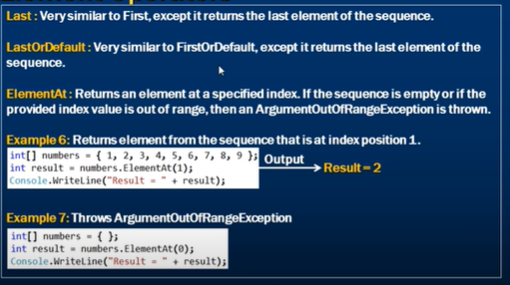 Last : Very similar to First, except it returns the last element of the sequence.
LastOrDefault : Very similar to FirstOrDefault, except it returns the last element of the
sequence.
ElementAt : Returns an element at a specified index. If the sequence is empty or if the
provided index value is out of range, then an ArgumentOutOfRangeException is thrown.
Example 6: Returns element from the sequence that is at index position 1.
int[] numbers = { 1, 2, 3, 4, 5, 6, 7, 8, 9 };
int result = numbers.ElementAt(1);
Console.WriteLine("Result = " + result);
Output
Result = 2
Example 7: Throws ArgumentOutOfRangeException
int[] numbers = { };
int result = numbers.ElementAt(0);
Console.WriteLine("Result = " + result);